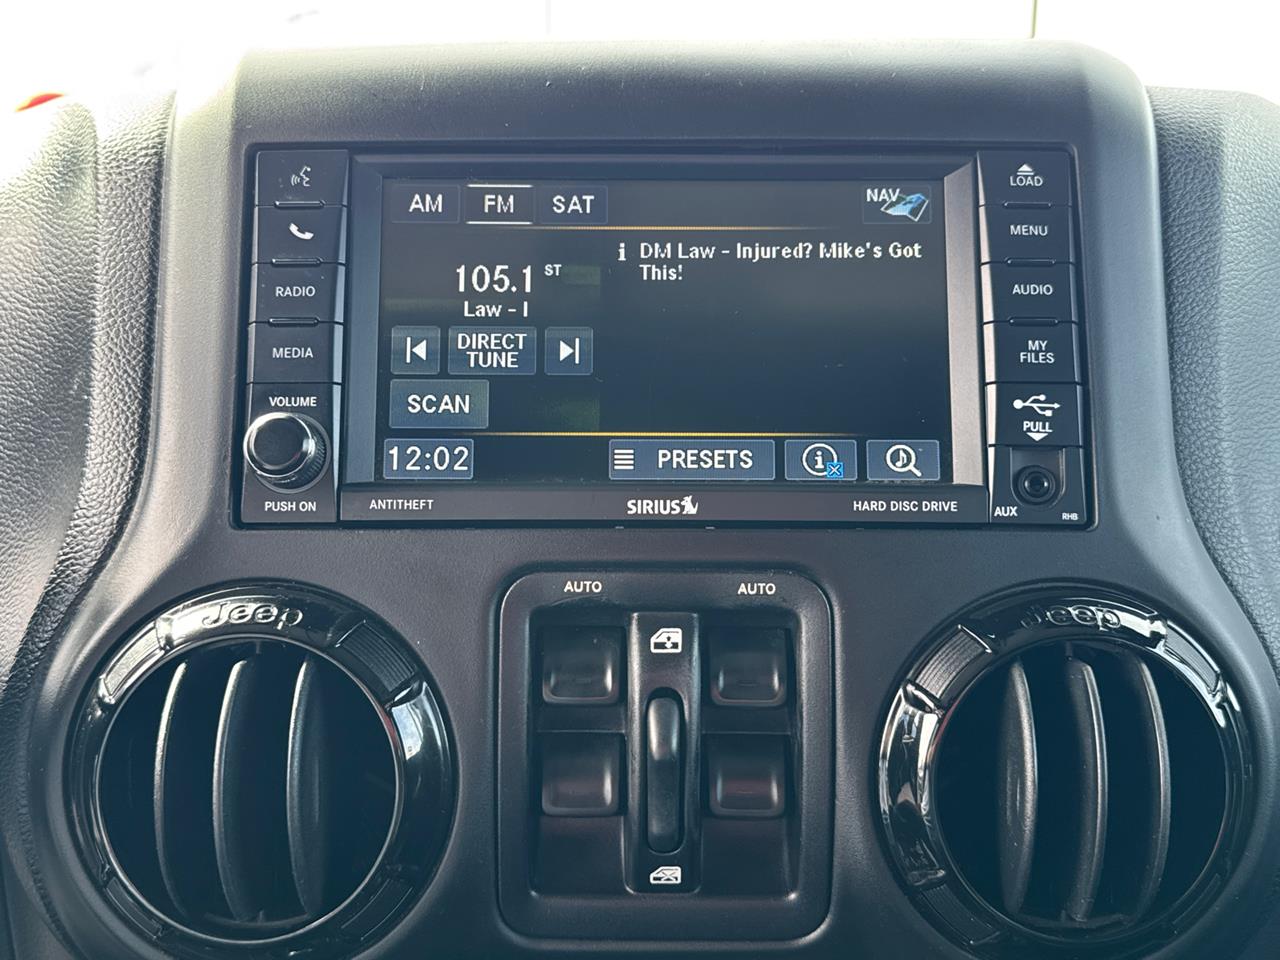 AM FM SAT NAV
LOAD
MENU
RADIO
AUDIO
MEDIA
MY
FILES
VOLUME
PULL
105.1 ST
Law - I
i DM Law - Injured? Mike's Got
This!
DIRECT
TUNE
SCAN
12:02 PRESETS i
PUSH ON
ANTITHEFT SIRIUS HARD DISC DRIVE
AUX RHB
AUTO AUTO
Jeep Jeep